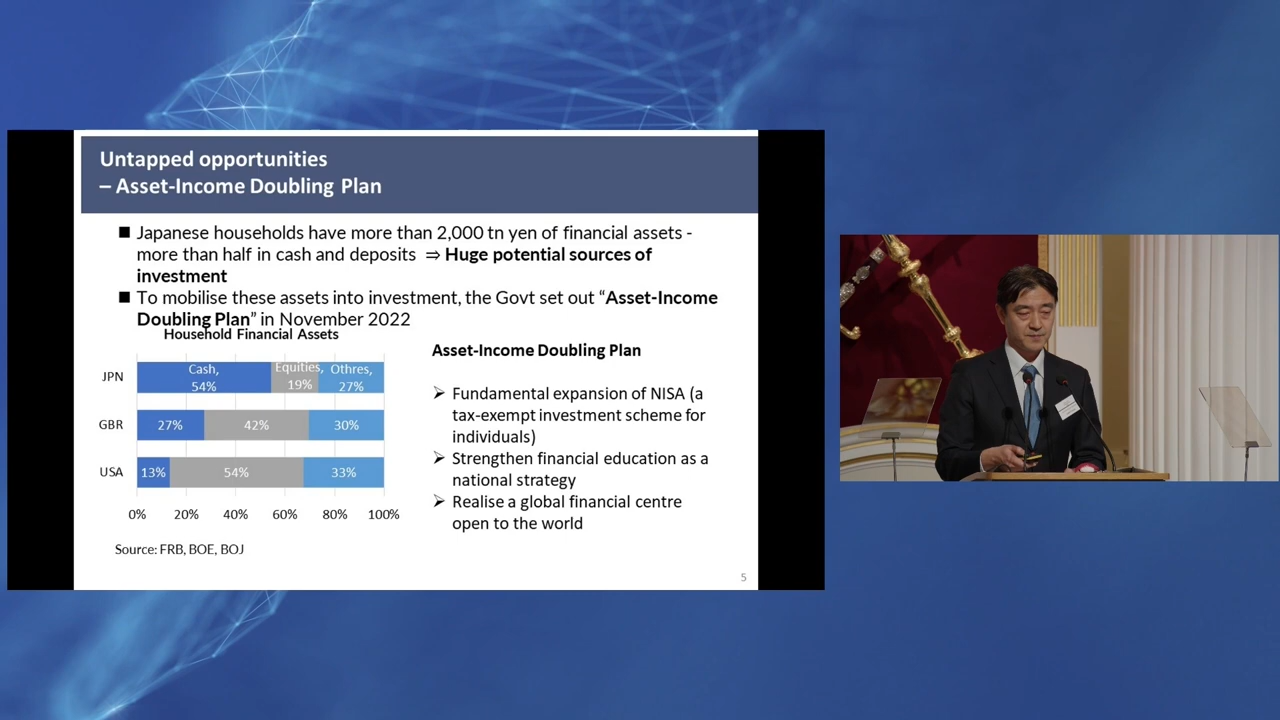 Untapped opportunities
– Asset-Income Doubling Plan
■ Japanese households have more than 2,000 tn yen of financial assets -
more than half in cash and deposits ⇒ Huge potential sources of
investment
■ To mobilise these assets into investment, the Govt set out “Asset-Income
Doubling Plan” in November 2022
Household Financial Assets
JPN
Cash,
54%
Equities,
19%
Othres,
27%
GBR
27%
42%
30%
USA
13%
54%
33%
0% 20% 40% 60% 80% 100%
Source: FRB, BOE, BOJ
Asset-Income Doubling Plan
➢ Fundamental expansion of NISA (a
tax-exempt investment scheme for
individuals)
➢ Strengthen financial education as a
national strategy
➢ Realise a global financial centre
open to the world
5